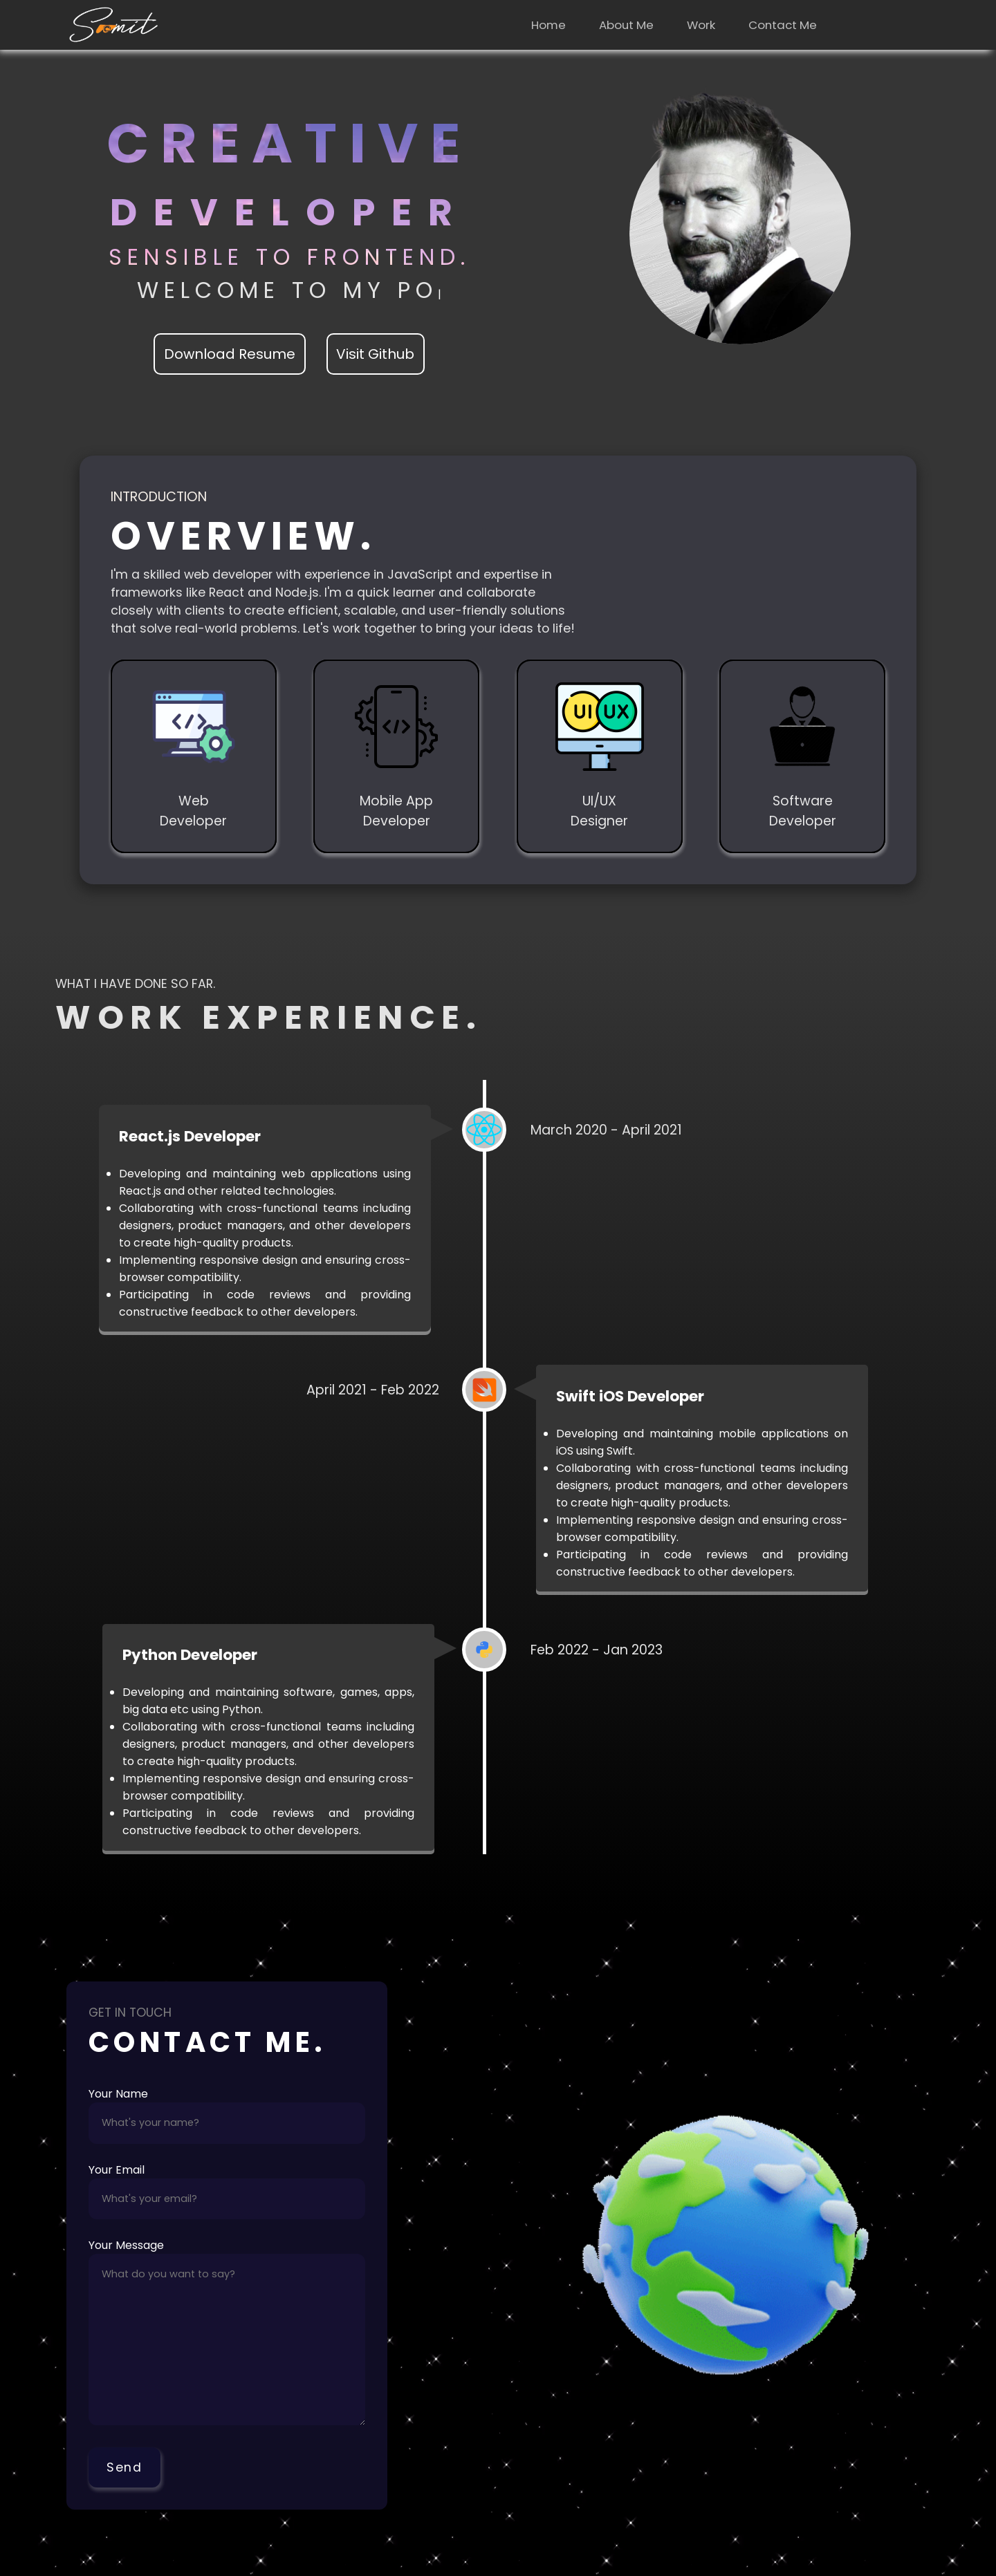 Somit
Home About Me Work Contact Me
CREATIVE
DEVELOPER
SENSIBLE TO FRONTEND.
WELCOME TO MY PO
Download Resume Visit Github
INTRODUCTION
OVERVIEW.
I'm a skilled web developer with experience in JavaScript and expertise in
frameworks like React and Node.js. I'm a quick learner and collaborate
closely with clients to create efficient, scalable, and user-friendly solutions
that solve real-world problems. Let's work together to bring your ideas to life!
</>
Web
Developer
</>
Mobile App
Developer
UI UX
UI/UX
Designer
Software
Developer
WHAT I HAVE DONE SO FAR.
WORK EXPERIENCE.
March 2020 - April 2021
React.js Developer
Developing and maintaining web applications using
React.js and other related technologies.
Collaborating with cross-functional teams including
designers, product managers, and other developers
to create high-quality products.
Implementing responsive design and ensuring cross-
browser compatibility.
Participating in code reviews and providing
constructive feedback to other developers.
April 2021 - Feb 2022
Swift iOS Developer
Developing and maintaining mobile applications on
iOS using Swift.
Collaborating with cross-functional teams including
designers, product managers, and other developers
to create high-quality products.
Implementing responsive design and ensuring cross-
browser compatibility.
Participating in code reviews and providing
constructive feedback to other developers.
Feb 2022 - Jan 2023
Python Developer
Developing and maintaining software, games, apps,
big data etc using Python.
Collaborating with cross-functional teams including
designers, product managers, and other developers
to create high-quality products.
Implementing responsive design and ensuring cross-
browser compatibility.
Participating in code reviews and providing
constructive feedback to other developers.
GET IN TOUCH
CONTACT ME.
Your Name
What's your name?
Your Email
What's your email?
Your Message
What do you want to say?
Send